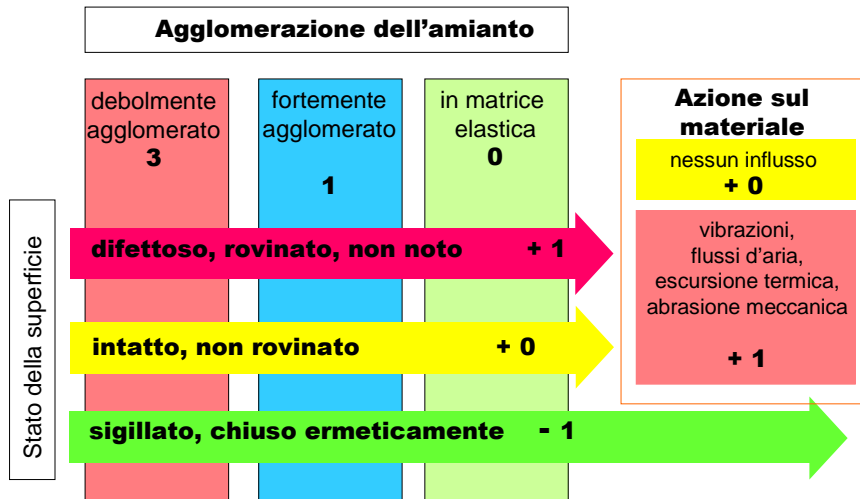 Agglomerazione dell'amianto
debolmente
agglomerato
3
fortemente
agglomerato
1
in matrice
elastica
0
Azione sul
materiale
nessun influsso
+ 0
vibrazioni,
flussi d'aria,
escursione termica,
abrasione meccanica
+ 1
Stato della superficie
difettoso, rovinato, non noto + 1
intatto, non rovinato + 0
sigillato, chiuso ermeticamente - 1